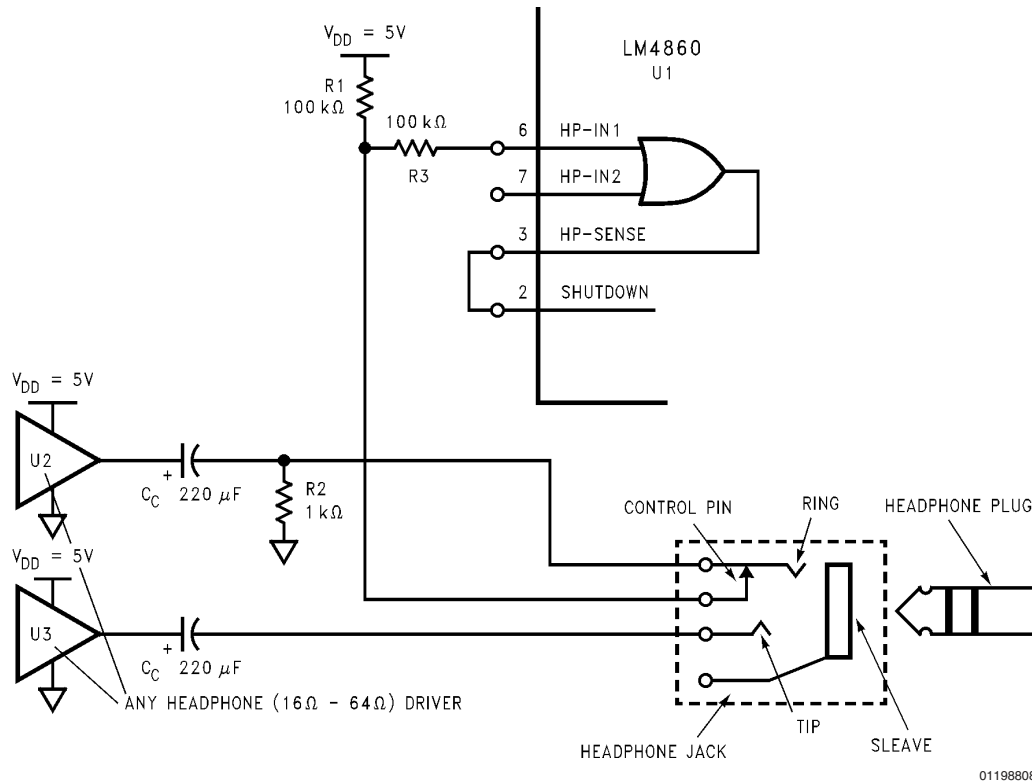 V_DD = 5V
R1
100 kΩ
100 kΩ
R3
LM4860
U1
6 HP-IN1
7 HP-IN2
3 HP-SENSE
2 SHUTDOWN
V_DD = 5V
U2
C_C + 220 µF
R2
1 kΩ
V_DD = 5V
U3
C_C + 220 µF
ANY HEADPHONE (16Ω - 64Ω) DRIVER
CONTROL PIN
RING
HEADPHONE PLUG
TIP
SLEAVE
HEADPHONE JACK
01198808